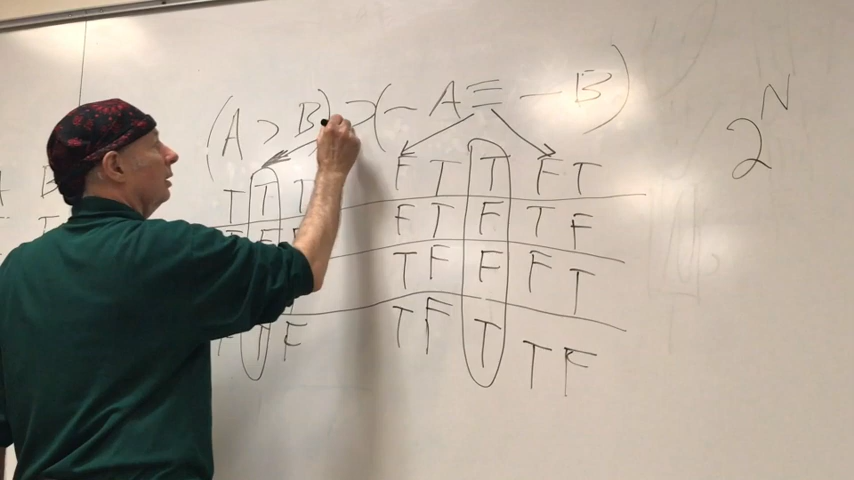 (A ⊃ B) ⊃ (- A ≡ - B)
2^N
T T T F T T F T
F T F T F
T F F F T
F T F T F T T F